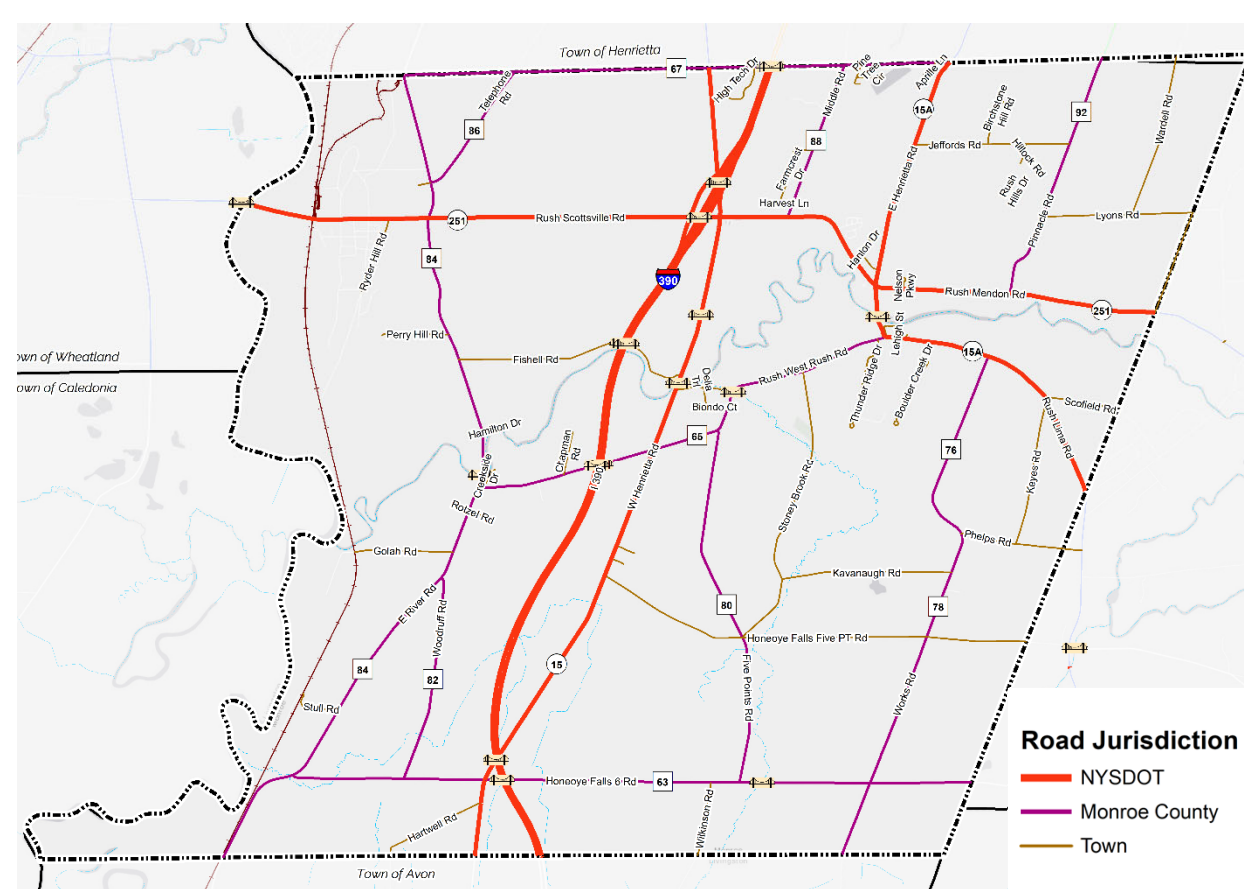 Town of Henrietta
67
High Tech Dr
Middle Rd
Pine
Tree
Cir
Aprille Ln
Telephone
Rd
86
88
15A
Birchstone
Hill Rd
92
Wardell Rd
Jeffords Rd
Hillock Rd
Rush
Hills Dr
E Henrietta Rd
Farmcrest
Dr
Harvest Ln
251
Rush Scottsville Rd
Lyons Rd
Pinnacle Rd
Ryder Hill Rd
84
Hanlon Dr
390
Nelson
Pkwy
Rush Mendon Rd
251
Lehigh St
Perry Hill Rd
Fishell Rd
15A
Town of Wheatland
Town of Caledonia
Rush West Rush Rd
Thunder Ridge Dr
Boulder Creek Dr
Delia
Trl
Biondo Ct
Scofield Rd
Rush Lima Rd
Hamilton Dr
65
76
Chapman
Rd
Keyes Rd
Creekside
Dr
I 390
W Henrietta Rd
Stoney Brook Rd
Rotzel Rd
Phelps Rd
Golah Rd
Kavanaugh Rd
E River Rd
Woodruff Rd
80
78
Honeoye Falls Five PT Rd
15
84
82
Five Points Rd
Works Rd
Stull Rd
Honeoye Falls 6 Rd
63
Hartwell Rd
Wilkinson Rd
Town of Avon
Road Jurisdiction
NYSDOT
Monroe County
Town